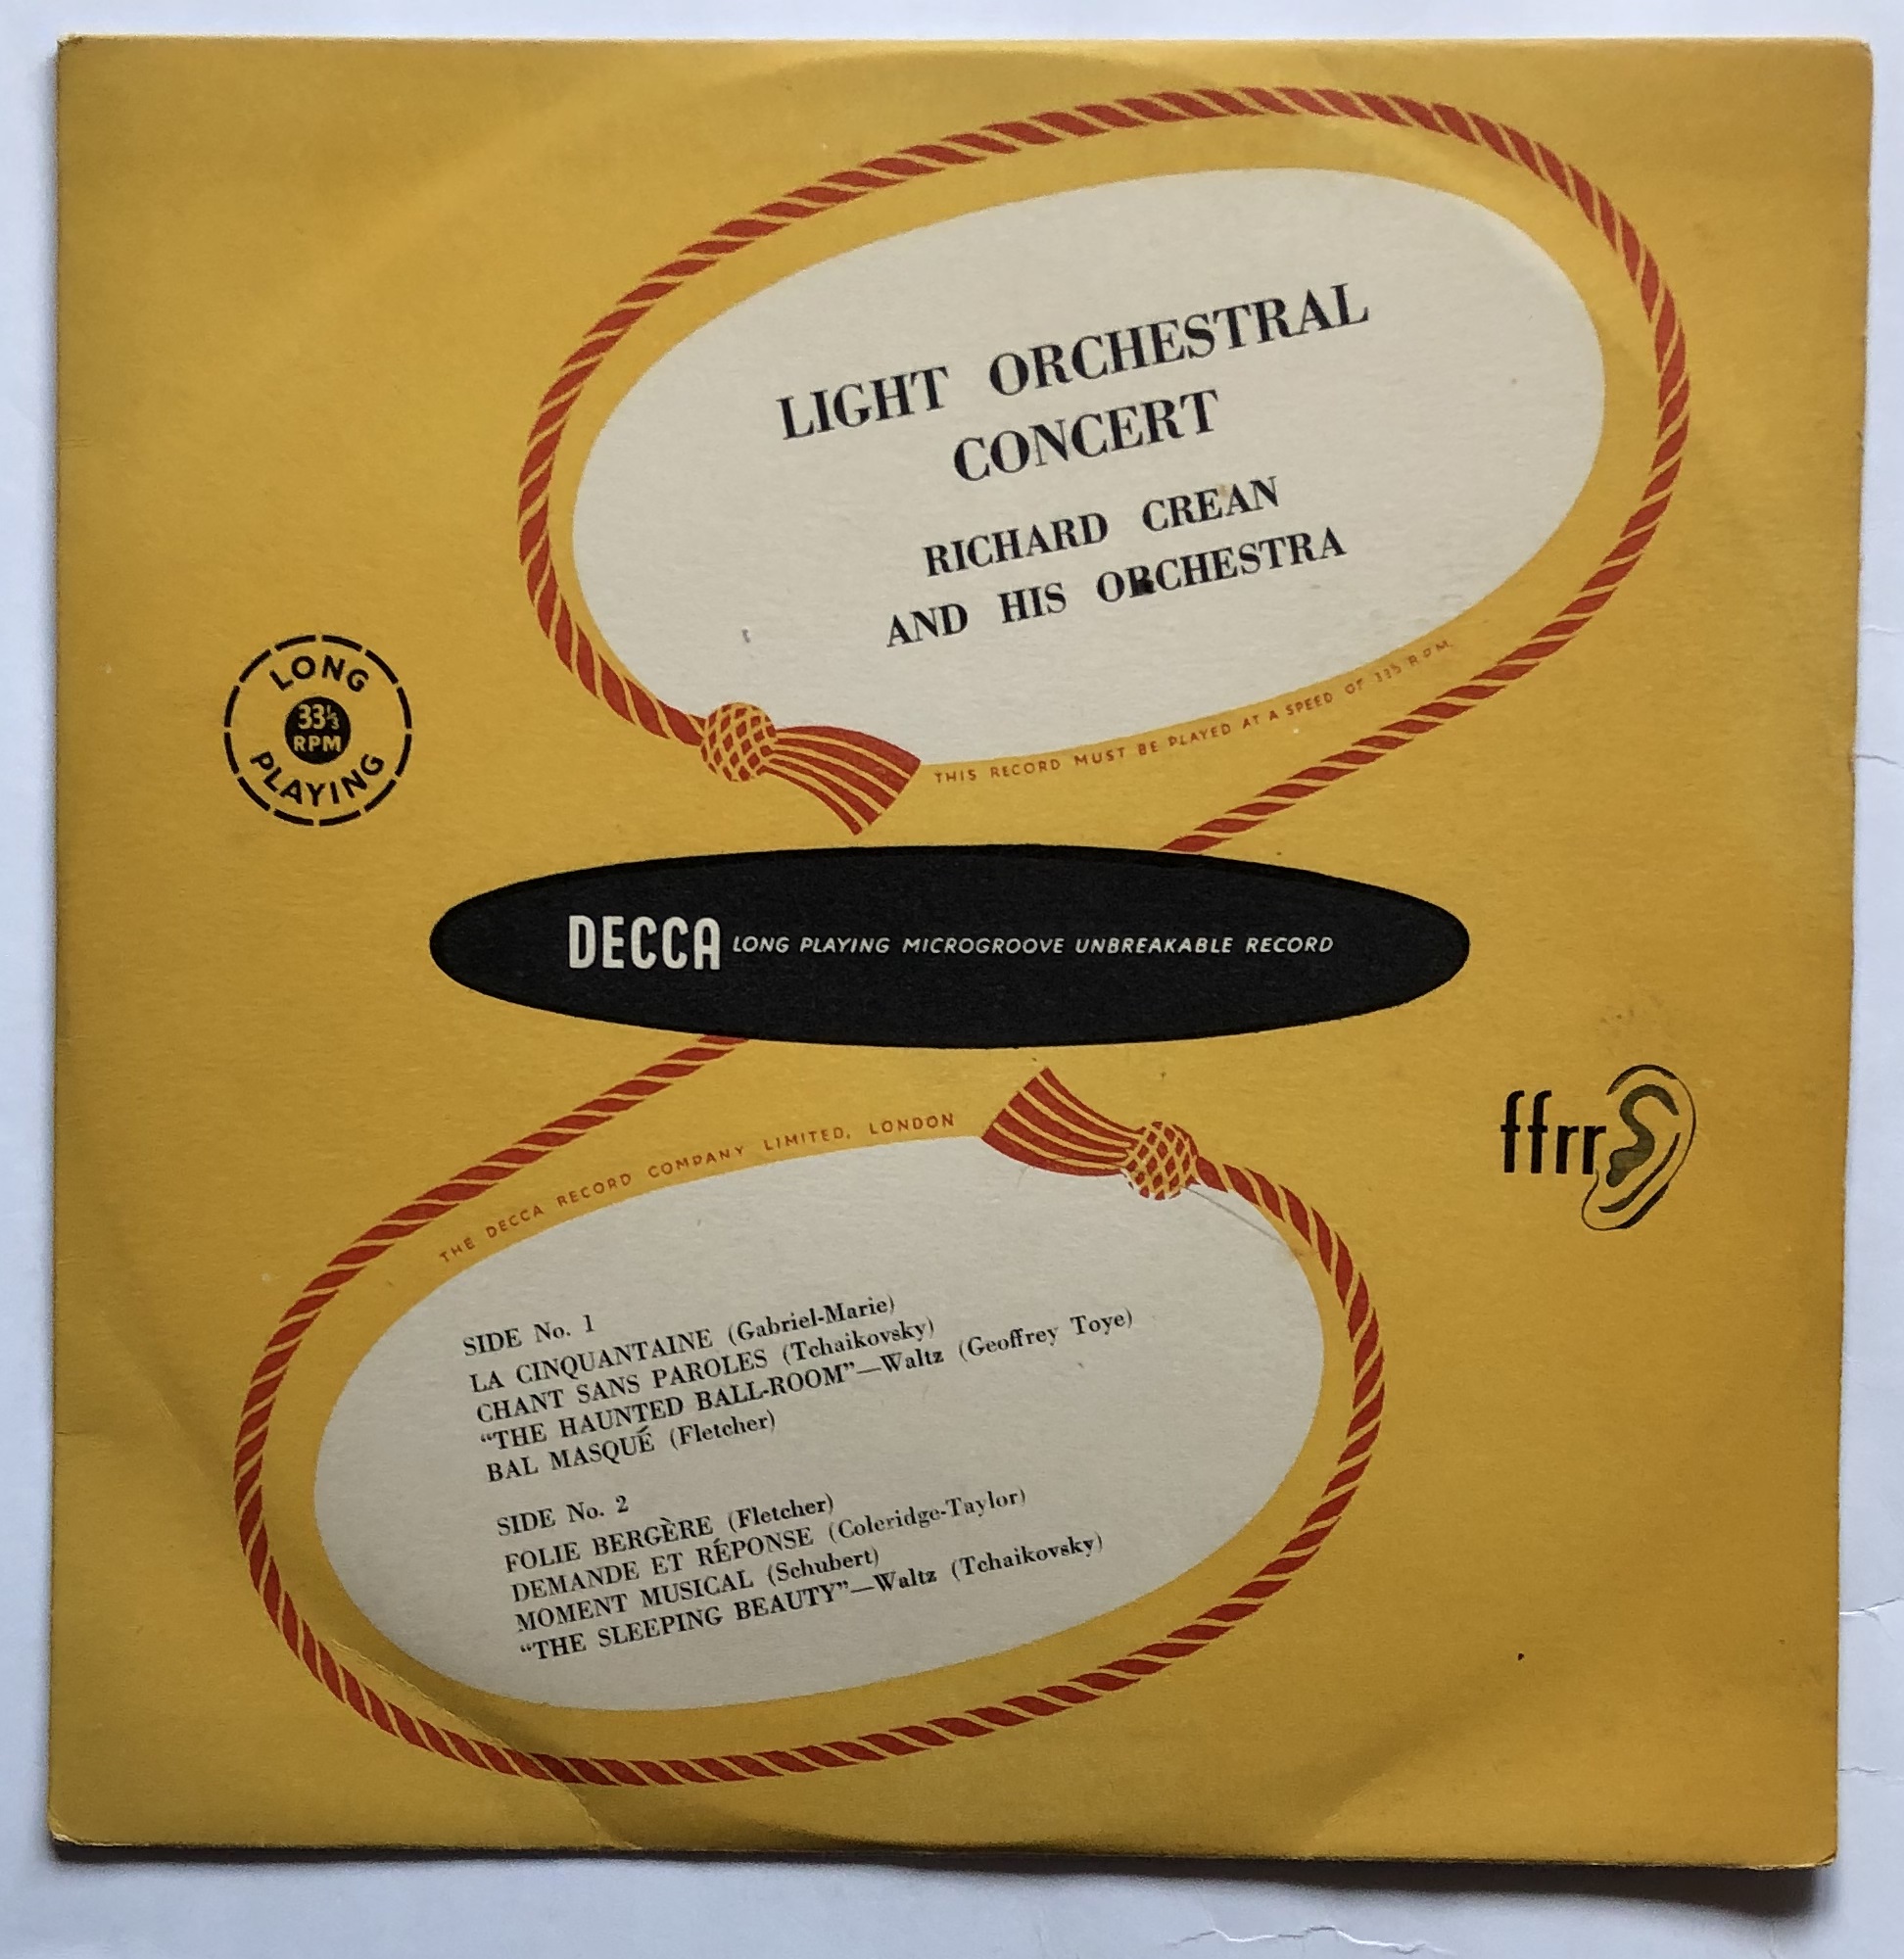 LIGHT ORCHESTRAL
CONCERT
RICHARD CREAN
AND HIS ORCHESTRA
THIS RECORD MUST BE PLAYED AT A SPEED OF 33⅓ R.P.M.
LONG
33⅓
RPM
PLAYING
DECCA LONG PLAYING MICROGROOVE UNBREAKABLE RECORD
ffrr
THE DECCA RECORD COMPANY LIMITED, LONDON
SIDE No. 1
LA CINQUANTAINE (Gabriel-Marie)
CHANT SANS PAROLES (Tchaikovsky)
“THE HAUNTED BALL-ROOM”—Waltz (Geoffrey Toye)
BAL MASQUÉ (Fletcher)
SIDE No. 2
FOLIE BERGÈRE (Fletcher)
DEMANDE ET RÉPONSE (Coleridge-Taylor)
MOMENT MUSICAL (Schubert)
“THE SLEEPING BEAUTY”—Waltz (Tchaikovsky)